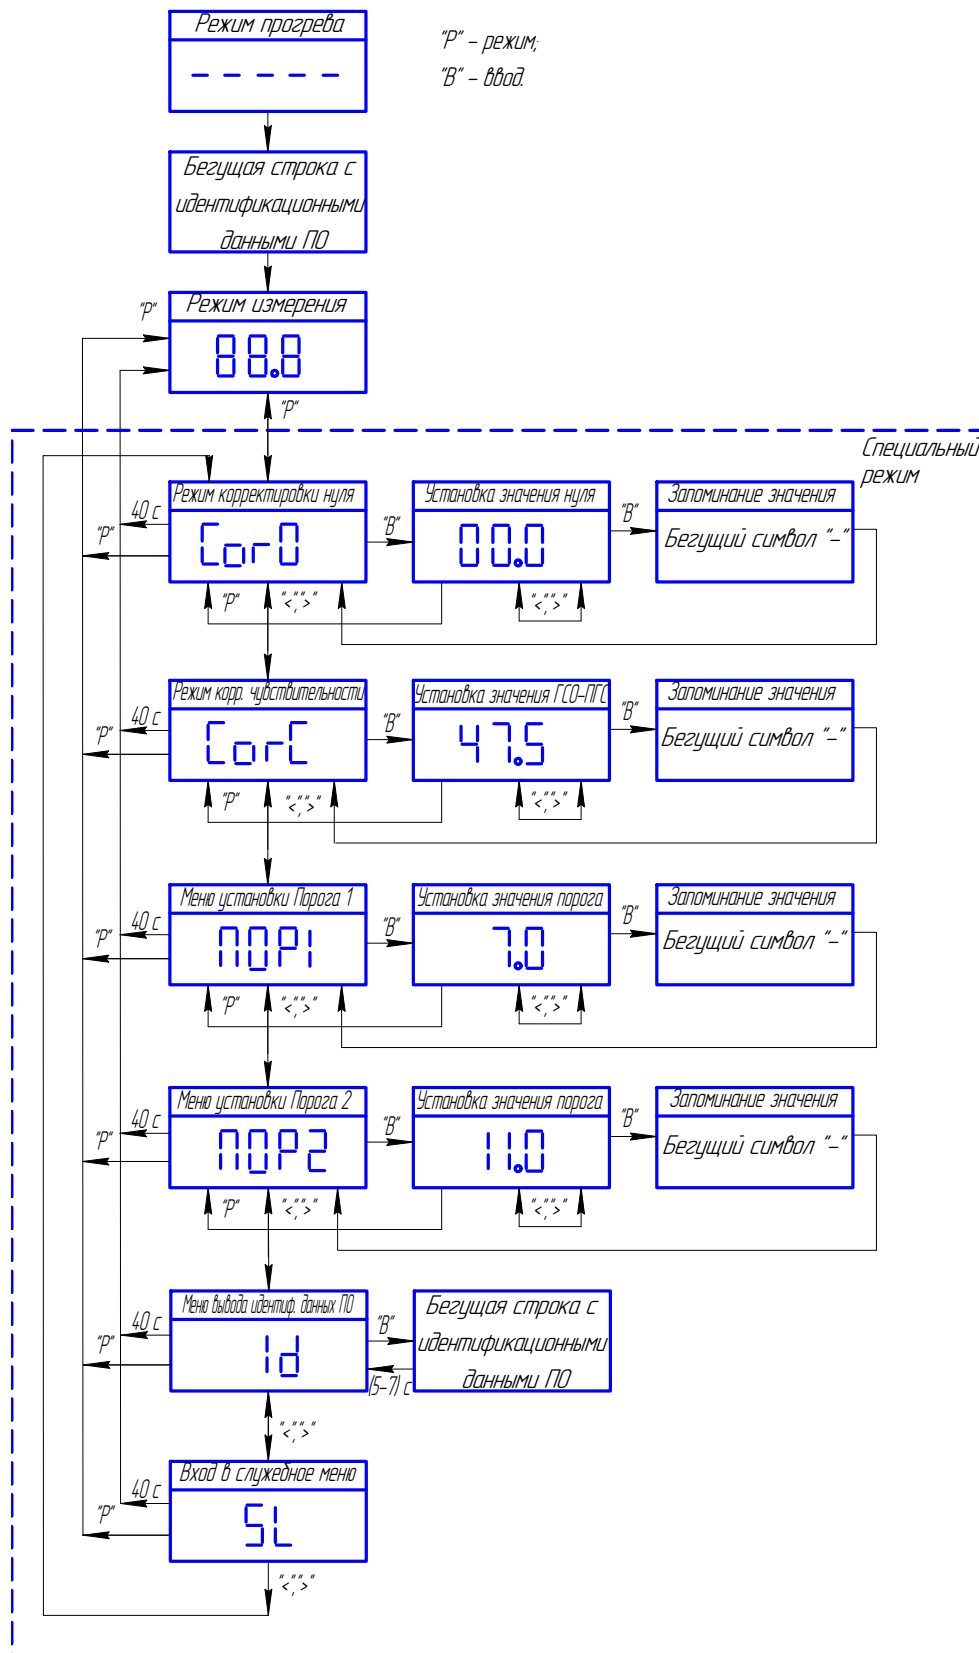 Режим прогрева
"Р" – режим;
– – – – –
"В" – ввод.
Бегущая строка с
идентификационными
данными ПО
Режим измерения
"Р"
88.8
"Р"
Специальный
режим
Режим корректировки нуля
Установка значения нуля
Запоминание значения
40 с
"Р"
Cor0
"В"
00.0
"В"
Бегущий символ "–"
"Р"
"<",">"
"<",">"
Режим корр. чувствительности
Установка значения ГСО-ПГС
Запоминание значения
40 с
"Р"
CorC
"В"
47.5
"В"
Бегущий символ "–"
"Р"
"<",">"
"<",">"
Меню установки Порога 1
Установка значения порога
Запоминание значения
40 с
"Р"
ПОР1
"В"
7.0
"В"
Бегущий символ "–"
"Р"
"<",">"
"<",">"
Меню установки Порога 2
Установка значения порога
Запоминание значения
40 с
"Р"
ПОР2
"В"
11.0
"В"
Бегущий символ "–"
"Р"
"<",">"
"<",">"
Меню вывода идентиф. данных ПО
40 с
"Р"
Id
"В"
(5–7) с
Бегущая строка с
идентификационными
данными ПО
"<",">"
Вход в служебное меню
40 с
"Р"
SL
"<",">"